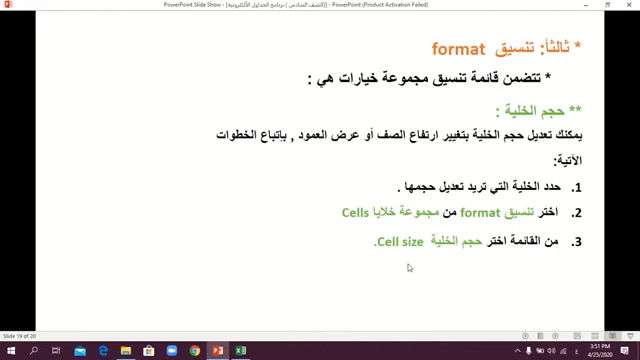 PowerPoint Slide Show - [الصف السادس ) برنامج الجداول الألكترونية] - PowerPoint (Product Activation Failed)
* ثالثاً: تنسيق format
* تتضمن قائمة تنسيق مجموعة خيارات هي :
** حجم الخلية :
يمكنك تعديل حجم الخلية بتغيير ارتفاع الصف أو عرض العمود , بإتباع الخطوات
الآتية:
1. حدد الخلية التي تريد تعديل حجمها .
2. اختر تنسيق format من مجموعة خلايا Cells
3. من القائمة اختر حجم الخلية Cell size.
Slide 19 of 20
3:51 PM
4/25/2020